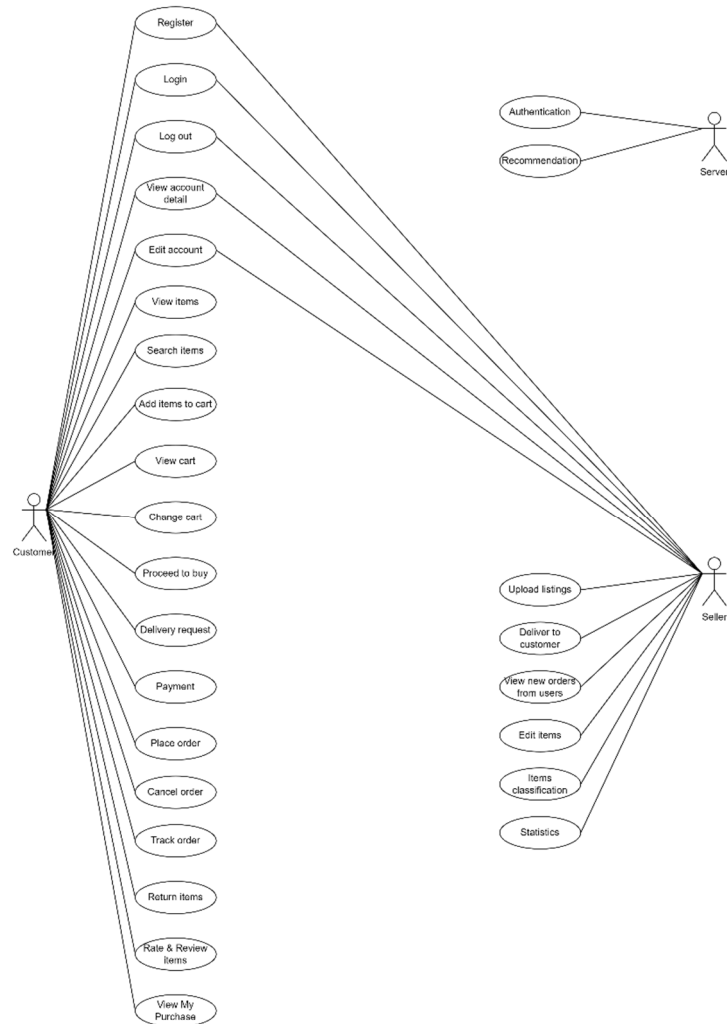 Register
Login
Log out
View account
detail
Edit account
View items
Search items
Add items to cart
View cart
Change cart
Proceed to buy
Delivery request
Payment
Place order
Cancel order
Track order
Return items
Rate & Review
items
View My
Purchase
Customer
Authentication
Recommendation
Server
Upload listings
Deliver to
customer
View new orders
from users
Edit items
Items
classification
Statistics
Seller